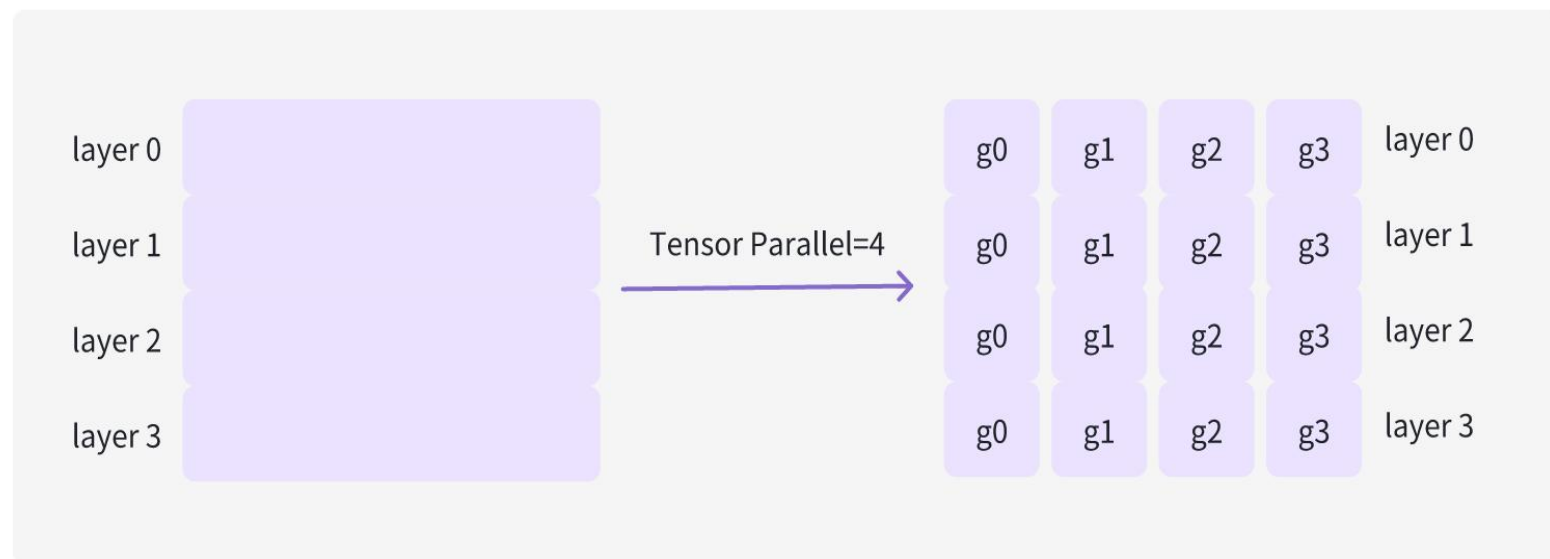 layer 0
layer 1
layer 2
layer 3
Tensor Parallel=4
g0 g1 g2 g3 layer 0
g0 g1 g2 g3 layer 1
g0 g1 g2 g3 layer 2
g0 g1 g2 g3 layer 3